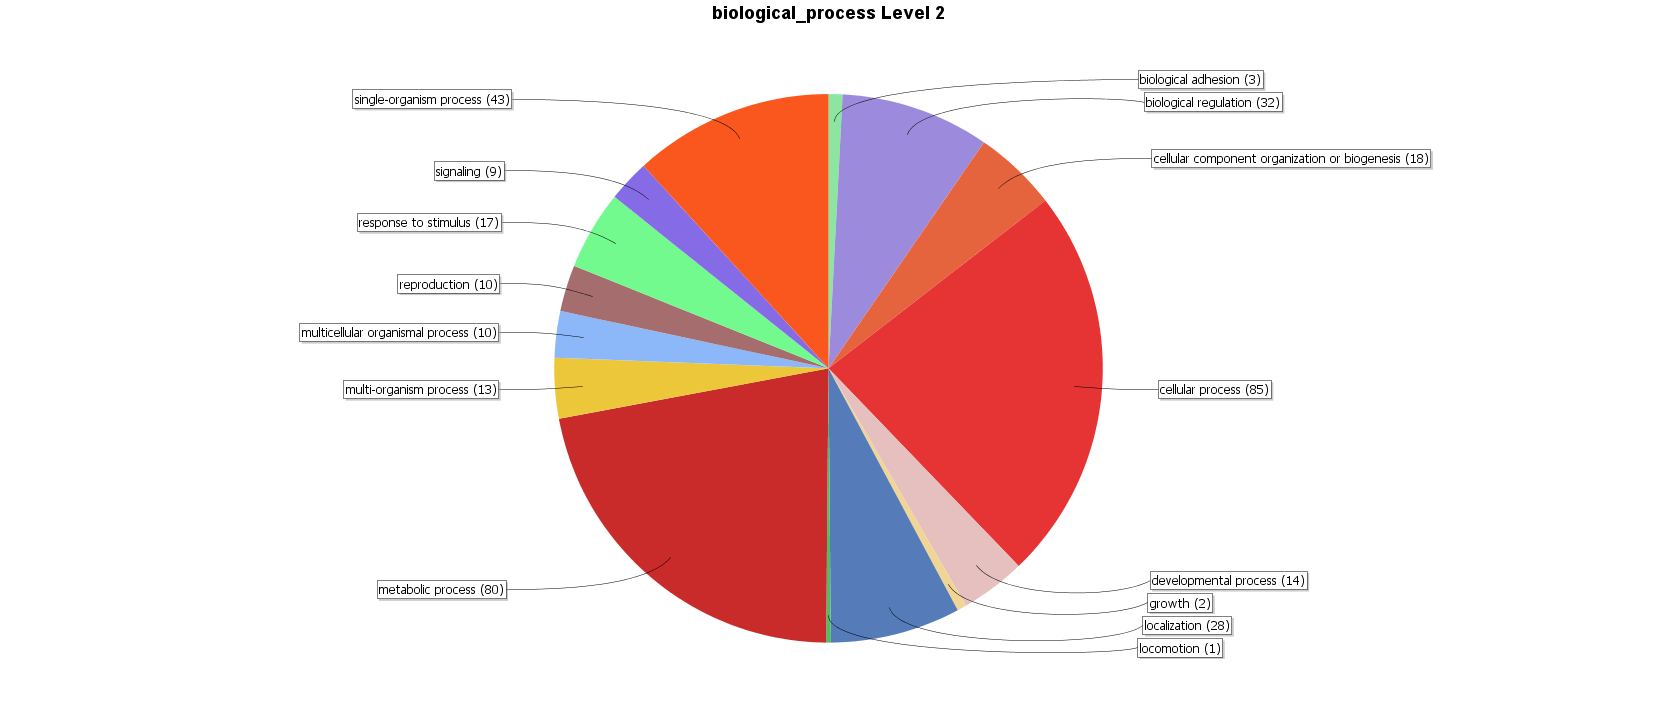 biological_process Level 2
biological adhesion (3)
biological regulation (32)
cellular component organization or biogenesis (18)
cellular process (85)
developmental process (14)
growth (2)
localization (28)
locomotion (1)
metabolic process (80)
multi-organism process (13)
multicellular organismal process (10)
reproduction (10)
response to stimulus (17)
signaling (9)
single-organism process (43)